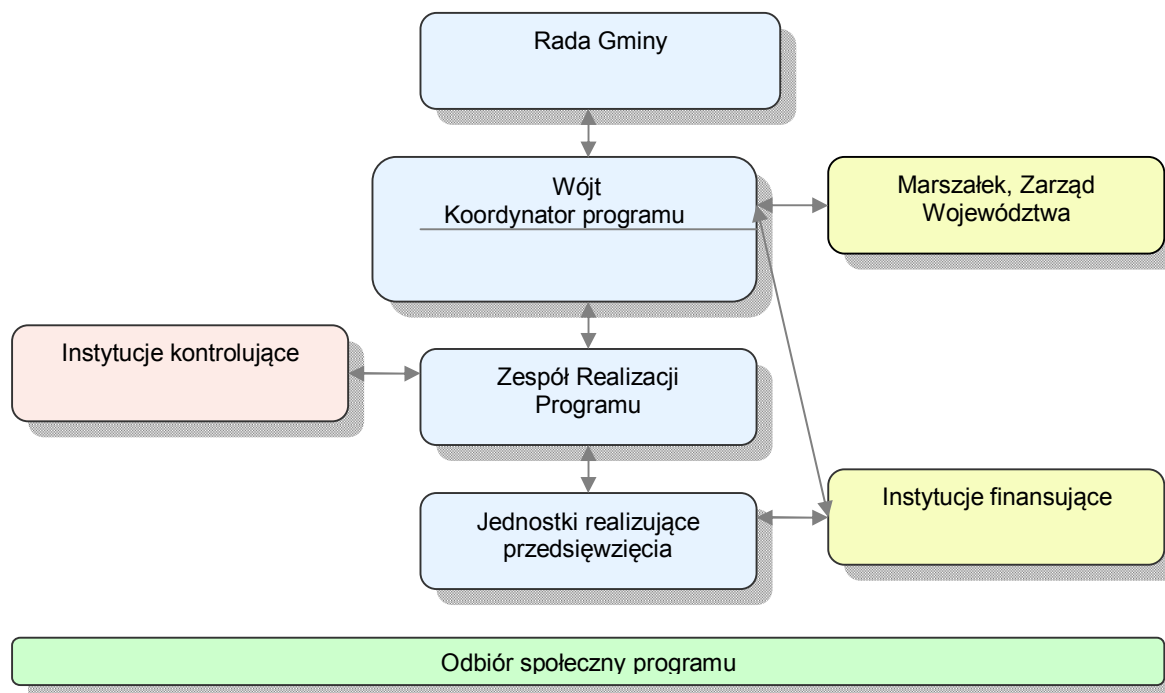 Rada Gminy
Wójt
Koordynator programu
Marszałek, Zarząd
Województwa
Instytucje kontrolujące
Zespół Realizacji
Programu
Instytucje finansujące
Jednostki realizujące
przedsięwzięcia
Odbiór społeczny programu